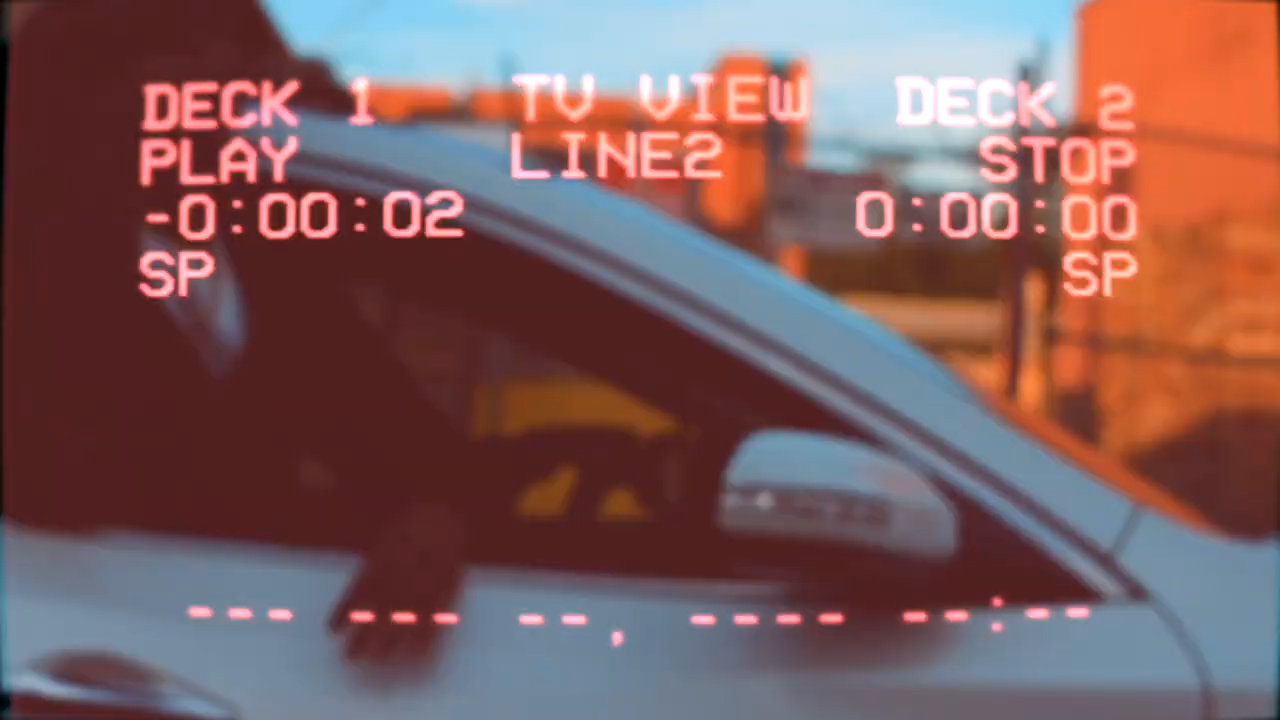 DECK 1 TV VIEW DECK 2
PLAY LINE2 STOP
-0:00:02 0:00:00
SP SP
--- --- --, ---- --:--